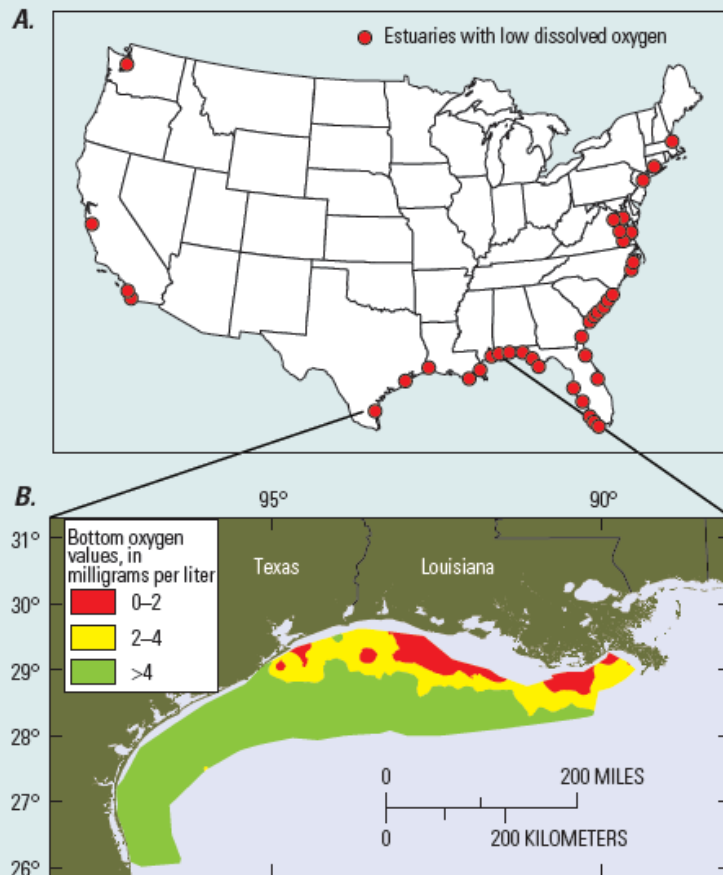 A.
Estuaries with low dissolved oxygen
B.
95°
90°
31°
30°
29°
28°
27°
26°
Bottom oxygen
values, in
milligrams per liter
0–2
2–4
>4
Texas
Louisiana
0
200 MILES
0
200 KILOMETERS